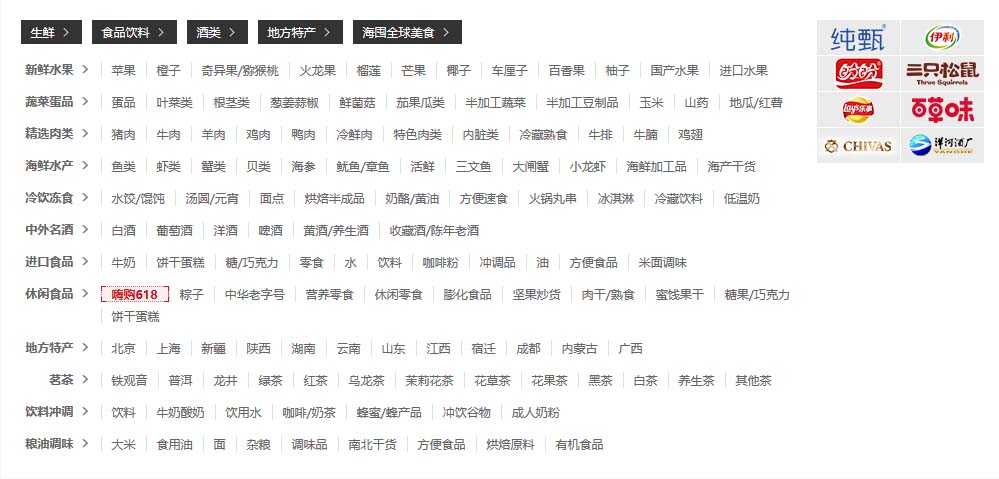 生鲜 > 食品饮料 > 酒类 > 地方特产 > 海囤全球美食 >
新鲜水果 > 苹果 橙子 奇异果/猕猴桃 火龙果 榴莲 芒果 椰子 车厘子 百香果 柚子 国产水果 进口水果
蔬菜蛋品 > 蛋品 叶菜类 根茎类 葱姜蒜椒 鲜菌菇 茄果瓜类 半加工蔬菜 半加工豆制品 玉米 山药 地瓜/红薯
精选肉类 > 猪肉 牛肉 羊肉 鸡肉 鸭肉 冷鲜肉 特色肉类 内脏类 冷藏熟食 牛排 牛腩 鸡翅
海鲜水产 > 鱼类 虾类 蟹类 贝类 海参 鱿鱼/章鱼 活鲜 三文鱼 大闸蟹 小龙虾 海鲜加工品 海产干货
冷饮冻食 > 水饺/馄饨 汤圆/元宵 面点 烘焙半成品 奶酪/黄油 方便速食 火锅丸串 冰淇淋 冷藏饮料 低温奶
中外名酒 > 白酒 葡萄酒 洋酒 啤酒 黄酒/养生酒 收藏酒/陈年老酒
进口食品 > 牛奶 饼干蛋糕 糖/巧克力 零食 水 饮料 咖啡粉 冲调品 油 方便食品 米面调味
休闲食品 > 嗨购618 粽子 中华老字号 营养零食 休闲零食 膨化食品 坚果炒货 肉干/熟食 蜜饯果干 糖果/巧克力
饼干蛋糕
地方特产 > 北京 上海 新疆 陕西 湖南 云南 山东 江西 宿迁 成都 内蒙古 广西
茗茶 > 铁观音 普洱 龙井 绿茶 红茶 乌龙茶 茉莉花茶 花草茶 花果茶 黑茶 白茶 养生茶 其他茶
饮料冲调 > 饮料 牛奶酸奶 饮用水 咖啡/奶茶 蜂蜜/蜂产品 冲饮谷物 成人奶粉
粮油调味 > 大米 食用油 面 杂粮 调味品 南北干货 方便食品 烘焙原料 有机食品
纯甄 伊利
盼盼 三只松鼠
Three Squirrels
Lay's乐事 百草味
CHIVAS 洋河酒厂
YANGHE